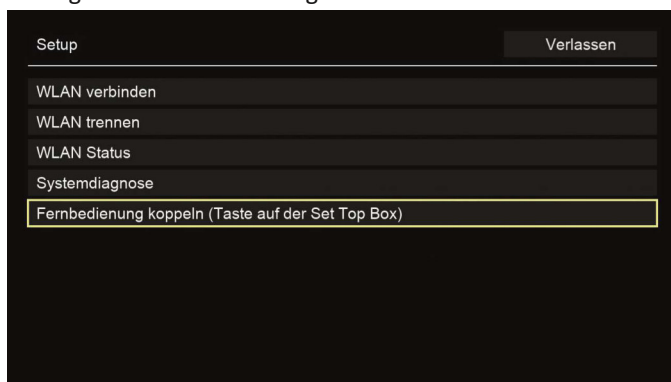 Setup
Verlassen
WLAN verbinden
WLAN trennen
WLAN Status
Systemdiagnose
Fernbedienung koppeln (Taste auf der Set Top Box)